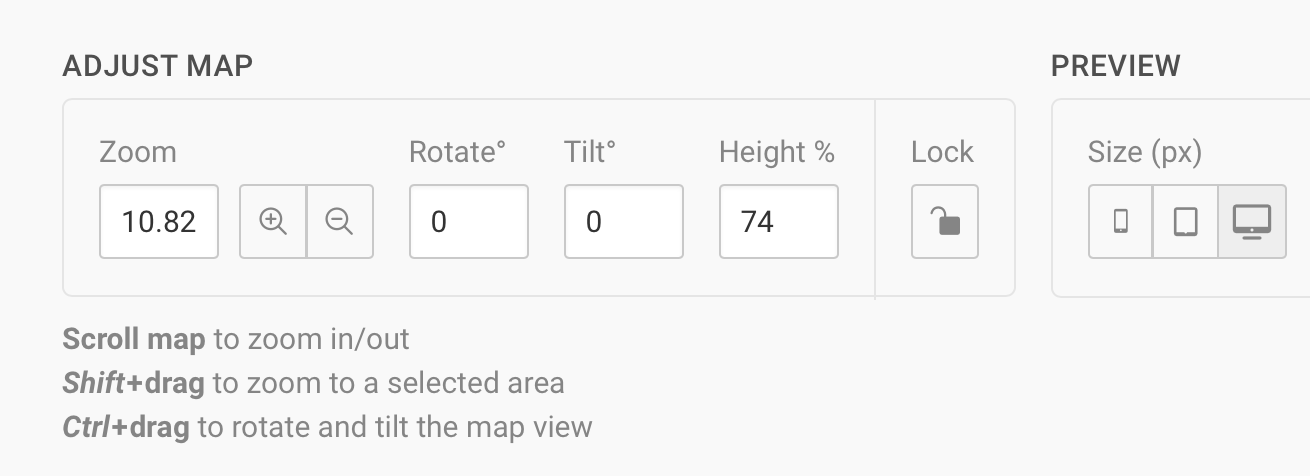 ADJUST MAP
PREVIEW
Zoom Rotate° Tilt° Height % Lock
Size (px)
10.82 0 0 74
Scroll map to zoom in/out
Shift+drag to zoom to a selected area
Ctrl+drag to rotate and tilt the map view